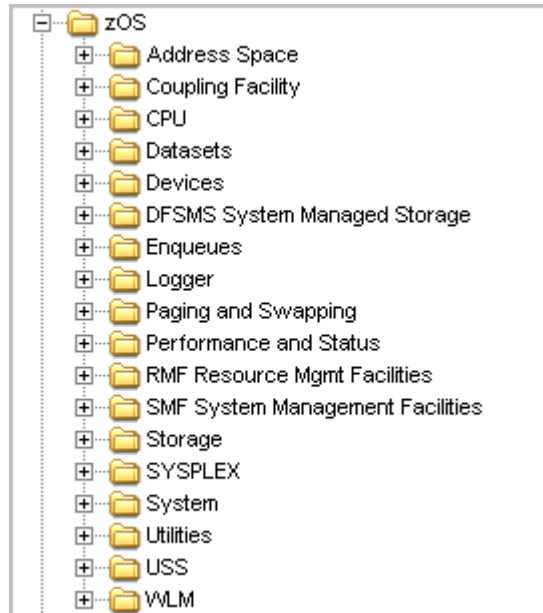 zOS
Address Space
Coupling Facility
CPU
Datasets
Devices
DFSMS System Managed Storage
Enqueues
Logger
Paging and Swapping
Performance and Status
RMF Resource Mgmt Facilities
SMF System Management Facilities
Storage
SYSPLEX
System
Utilities
USS
WLM